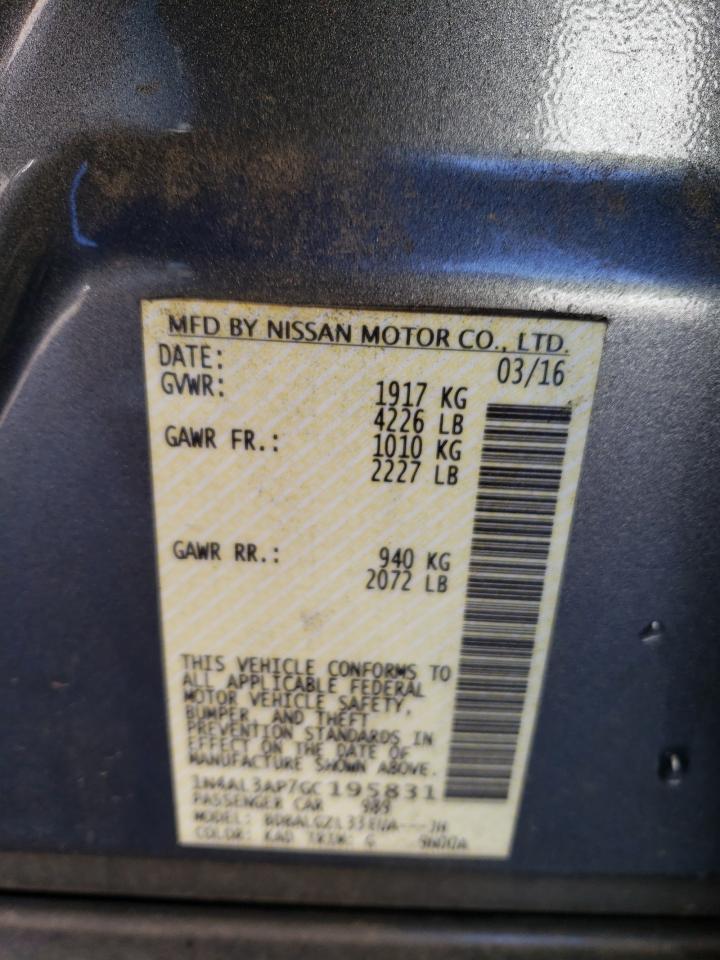 MFD BY NISSAN MOTOR CO., LTD.
DATE: 03/16
GVWR: 1917 KG
4226 LB
GAWR FR.: 1010 KG
2227 LB
GAWR RR.: 940 KG
2072 LB
THIS VEHICLE CONFORMS TO
ALL APPLICABLE FEDERAL
MOTOR VEHICLE SAFETY,
BUMPER, AND THEFT
PREVENTION STANDARDS IN
EFFECT ON THE DATE OF
MANUFACTURE SHOWN ABOVE.
1N4AL3AP7GC195831
PASSENGER CAR 989
COLOR: KAD TRIM: G